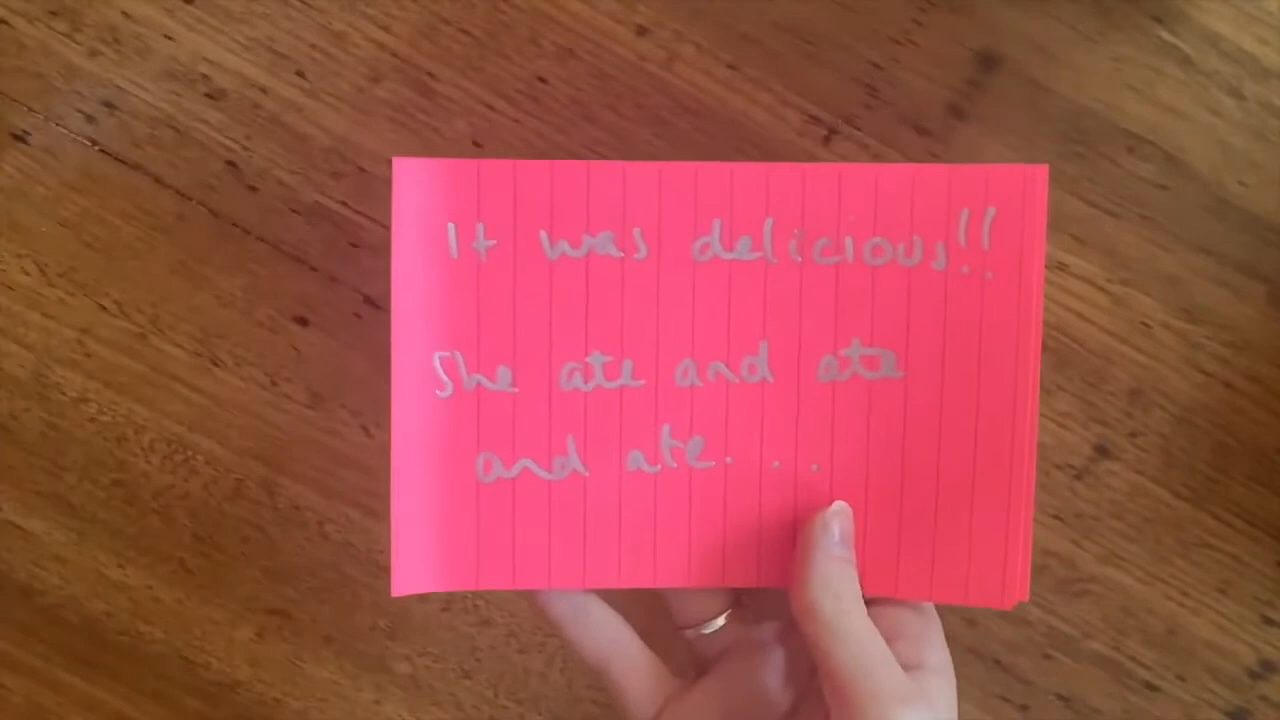 It was delicious!!
She ate and ate
and ate. . .